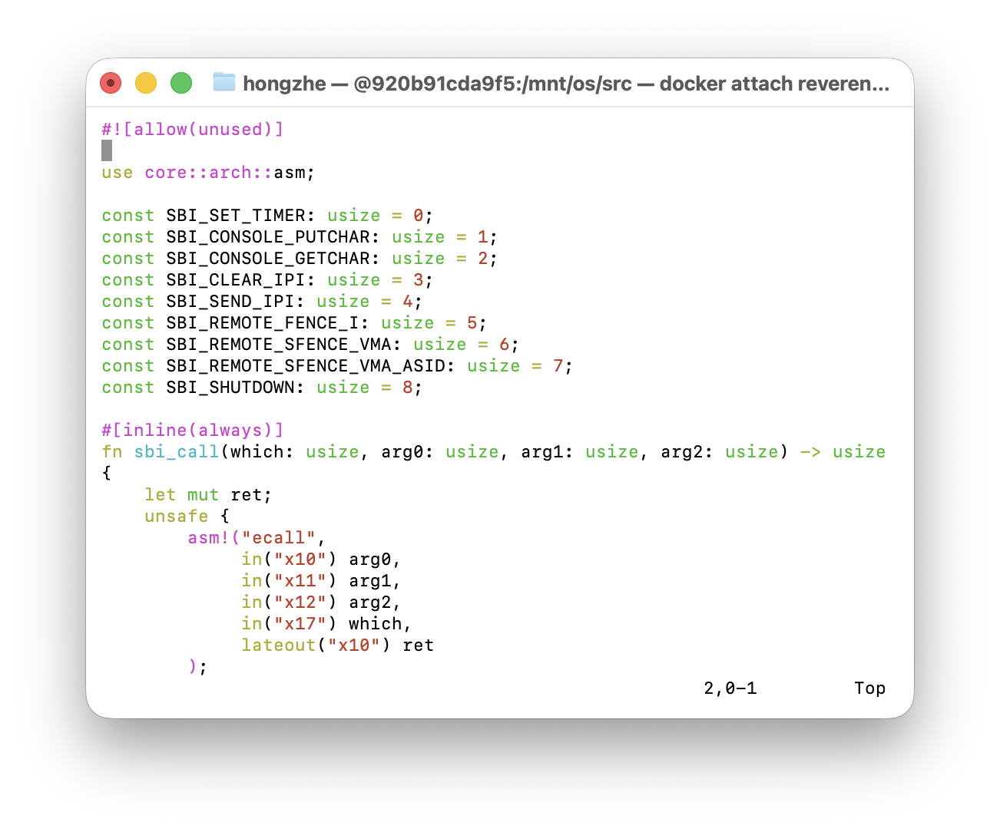 hongzhe — @920b91cda9f5:/mnt/os/src — docker attach reveren...
#![allow(unused)]
use core::arch::asm;
const SBI_SET_TIMER: usize = 0;
const SBI_CONSOLE_PUTCHAR: usize = 1;
const SBI_CONSOLE_GETCHAR: usize = 2;
const SBI_CLEAR_IPI: usize = 3;
const SBI_SEND_IPI: usize = 4;
const SBI_REMOTE_FENCE_I: usize = 5;
const SBI_REMOTE_SFENCE_VMA: usize = 6;
const SBI_REMOTE_SFENCE_VMA_ASID: usize = 7;
const SBI_SHUTDOWN: usize = 8;
#[inline(always)]
fn sbi_call(which: usize, arg0: usize, arg1: usize, arg2: usize) -> usize
{
    let mut ret;
    unsafe {
        asm!("ecall",
             in("x10") arg0,
             in("x11") arg1,
             in("x12") arg2,
             in("x17") which,
             lateout("x10") ret
        );
2,0-1 Top